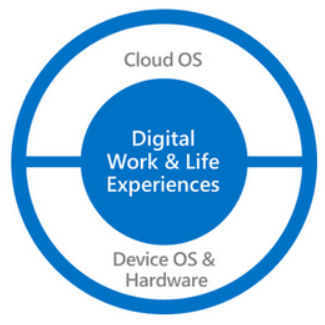 Cloud OS
Digital
Work & Life
Experiences
Device OS &
Hardware